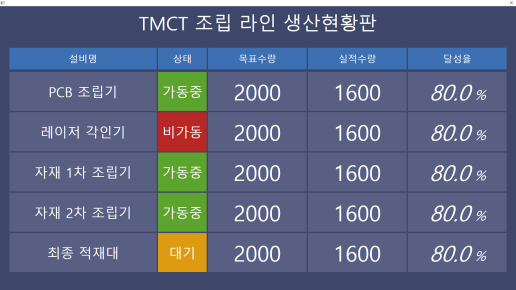 TMCT 조립 라인 생산현황판
설비명 상태 목표수량 실적수량 달성율
PCB 조립기 가동중 2000 1600 80.0 %
레이저 각인기 비가동 2000 1600 80.0 %
자재 1차 조립기 가동중 2000 1600 80.0 %
자재 2차 조립기 가동중 2000 1600 80.0 %
최종 적재대 대기 2000 1600 80.0 %